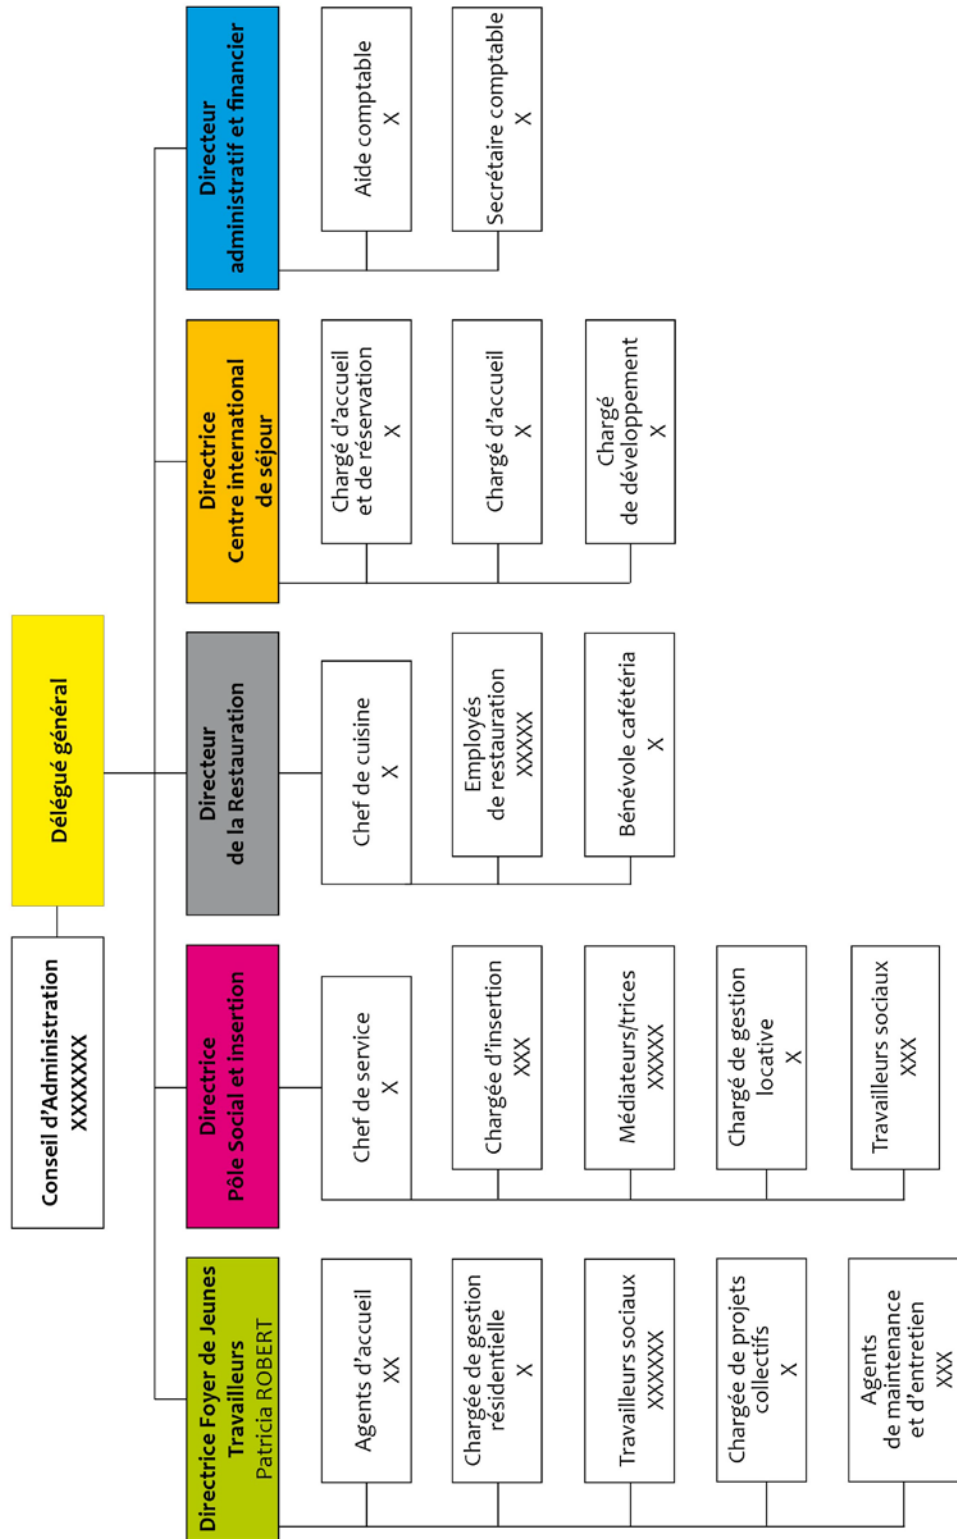 Conseil d'Administration
XXXXXXX
Délégué général
Directrice Foyer de Jeunes
Travailleurs
Patricia ROBERT
Agents d'accueil
XX
Chargée de gestion
résidentielle
X
Travailleurs sociaux
XXXXXX
Chargée de projets
collectifs
X
Agents
de maintenance
et d'entretien
XXX
Directrice
Pôle Social et insertion
Chef de service
X
Chargée d'insertion
XXX
Médiateurs/trices
XXXXX
Chargé de gestion
locative
X
Travailleurs sociaux
XXX
Directeur
de la Restauration
Chef de cuisine
X
Employés
de restauration
XXXXX
Bénévole cafétéria
X
Directrice
Centre international
de séjour
Chargé d'accueil
et de réservation
X
Chargé d'accueil
X
Chargé
de développement
X
Directeur
administratif et financier
Aide comptable
X
Secrétaire comptable
X